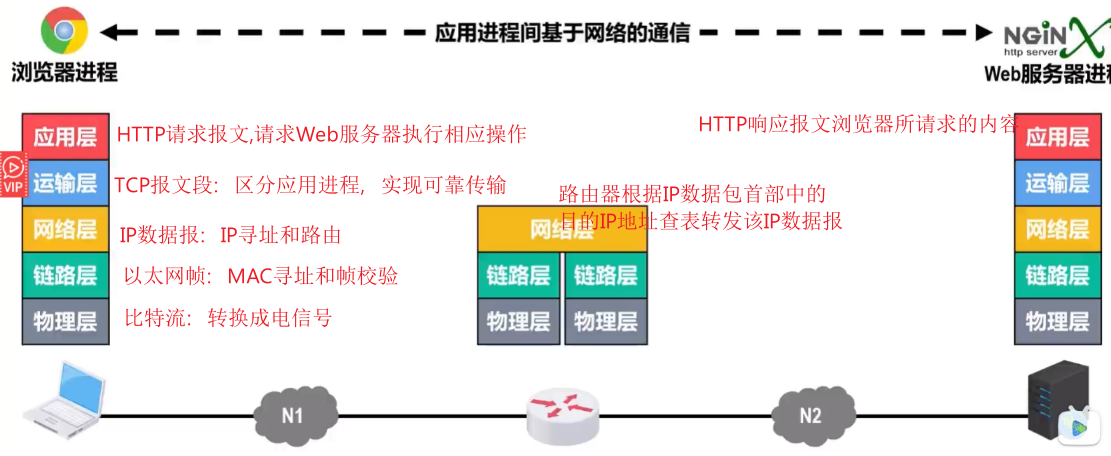 应用进程间基于网络的通信
NGiNX
http server
浏览器进程
Web服务器进
应用层
HTTP请求报文,请求Web服务器执行相应操作
HTTP响应报文浏览器所请求的内容
应用层
VIP
运输层
TCP报文段：区分应用进程，实现可靠传输
路由器根据IP数据包首部中的
目的IP地址查表转发该IP数据报
运输层
网络层
IP数据报：IP寻址和路由
网络层
网络层
链路层
以太网帧：MAC寻址和帧校验
链路层
链路层
链路层
物理层
比特流：转换成电信号
物理层
物理层
物理层
N1
N2